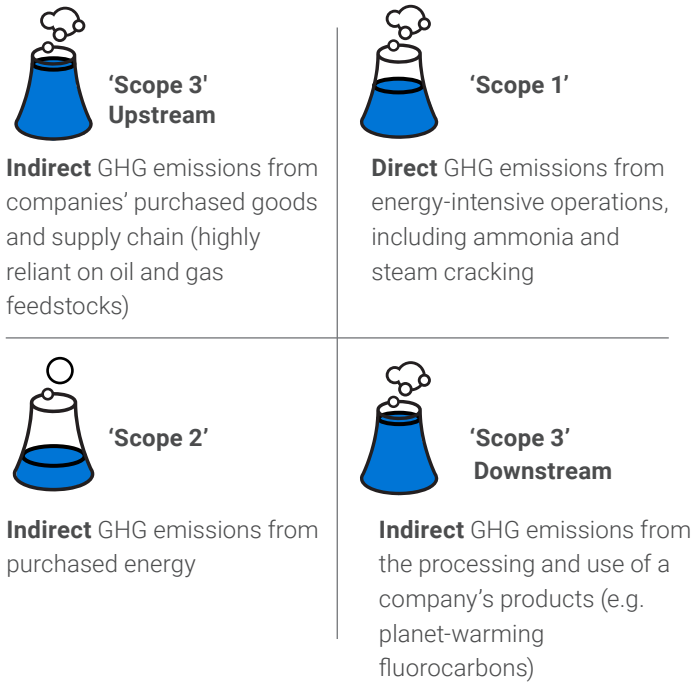 ‘Scope 3'
Upstream
Indirect GHG emissions from
companies’ purchased goods
and supply chain (highly
reliant on oil and gas
feedstocks)
‘Scope 1’
Direct GHG emissions from
energy-intensive operations,
including ammonia and
steam cracking
‘Scope 2’
Indirect GHG emissions from
purchased energy
‘Scope 3’
Downstream
Indirect GHG emissions from
the processing and use of a
company’s products (e.g.
planet-warming
fluorocarbons)